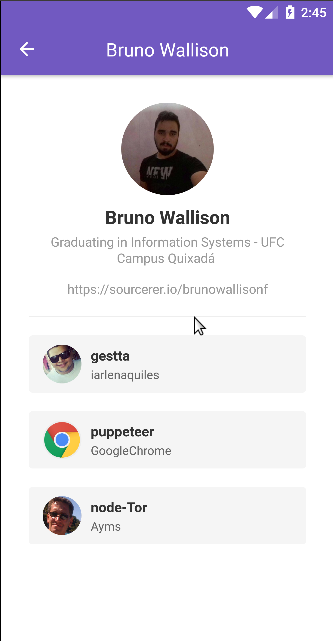 2:45
Bruno Wallison
Bruno Wallison
Graduating in Information Systems - UFC
Campus Quixadá
https://sourcerer.io/brunowallisonf
gestta
iarlenaquiles
puppeteer
GoogleChrome
node-Tor
Ayms